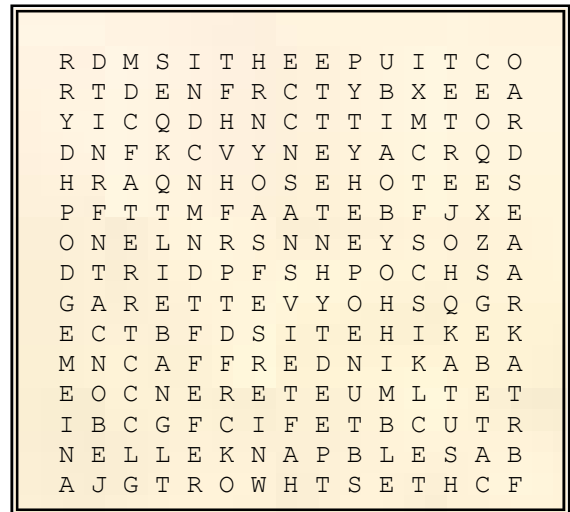 R D M S I T H E E P U I T C O
R T D E N F R C T Y B X E E A
Y I C Q D H N C T T I M T O R
D N F K C V Y N E Y A C R Q D
H R A Q N H O S E H O T E E S
P F T T M F A A T E B F J X E
O N E L N R S N N E Y S O Z A
D T R I D P F S H P O C H S A
G A R E T T E V Y O H S Q G R
E C T B F D S I T E H I K E K
M N C A F F R E D N I K A B A
E O C N E R E T E U M L T E T
I B C G F C I F E T B C U T R
N E L L E K N A P B L E S A B
A J G T R O W H T S E T H C F